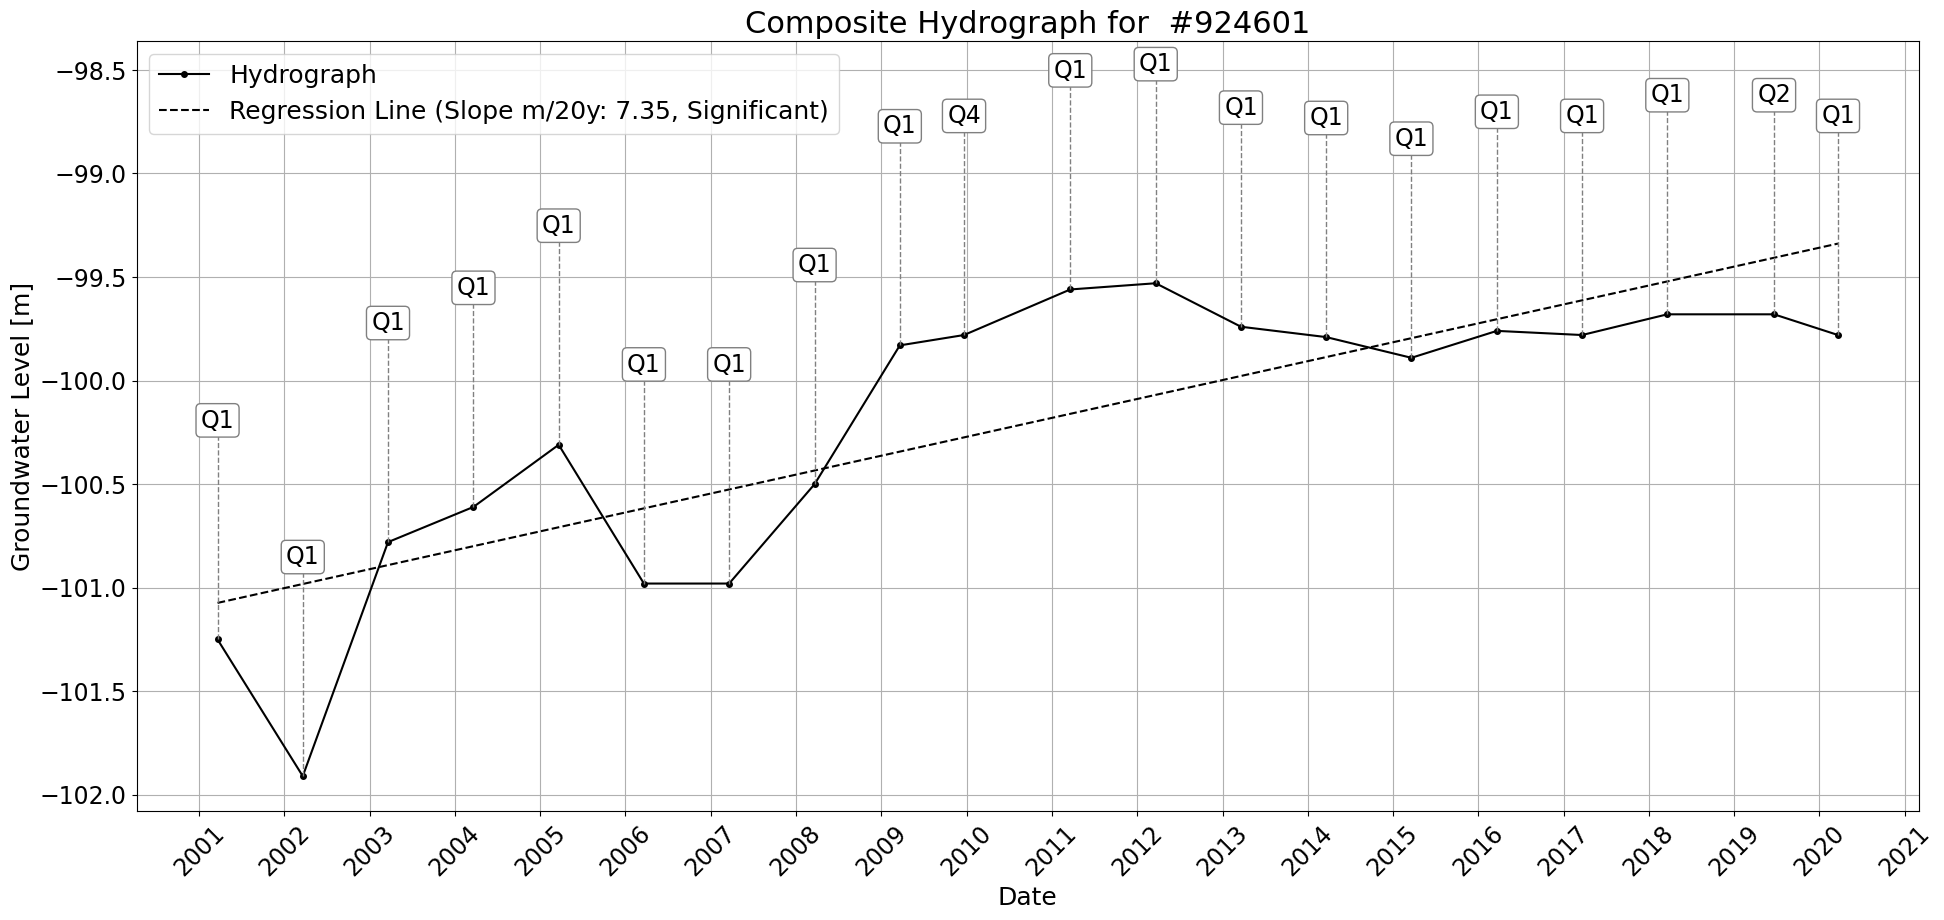 Composite Hydrograph for  #924601
Hydrograph
Regression Line (Slope m/20y: 7.35, Significant)
Groundwater Level [m]
−98.5
−99.0
−99.5
−100.0
−100.5
−101.0
−101.5
−102.0
Q1
Q1
Q1
Q1
Q1
Q1
Q1
Q1
Q1
Q4
Q1
Q1
Q1
Q1
Q1
Q1
Q1
Q1
Q2
Q1
2001
2002
2003
2004
2005
2006
2007
2008
2009
2010
2011
2012
2013
2014
2015
2016
2017
2018
2019
2020
2021
Date